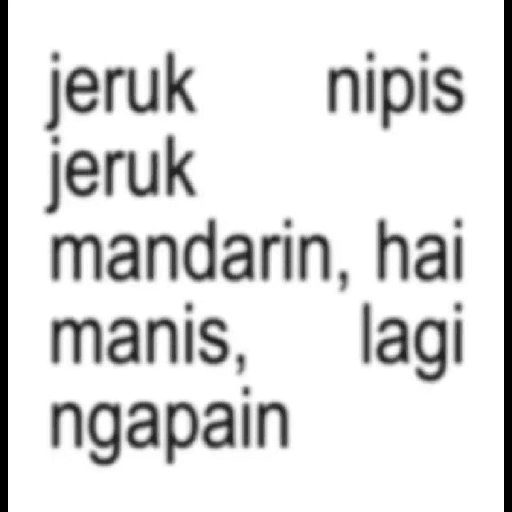 jeruk nipis
jeruk
mandarin, hai
manis, lagi
ngapain